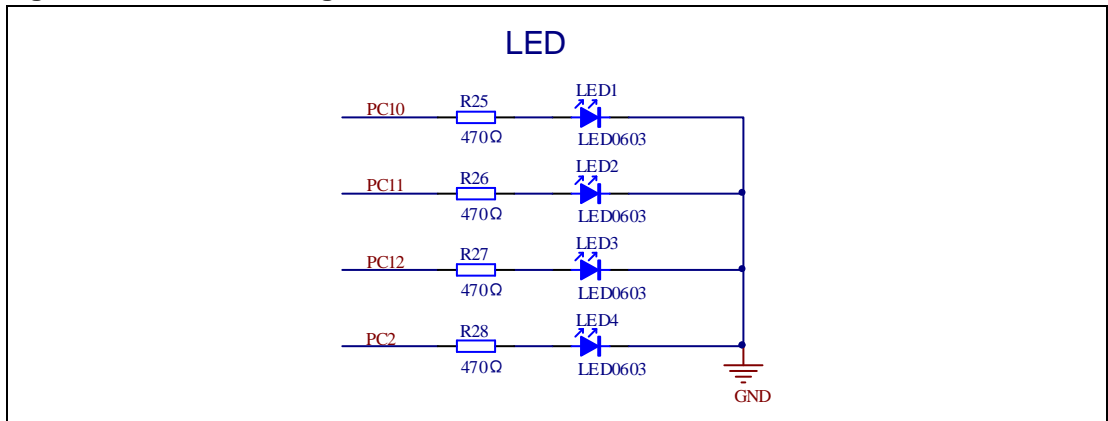 LED
LED1
PC10
R25
470Ω
LED0603
LED2
PC11
R26
470Ω
LED0603
LED3
PC12
R27
470Ω
LED0603
LED4
PC2
R28
470Ω
LED0603
GND